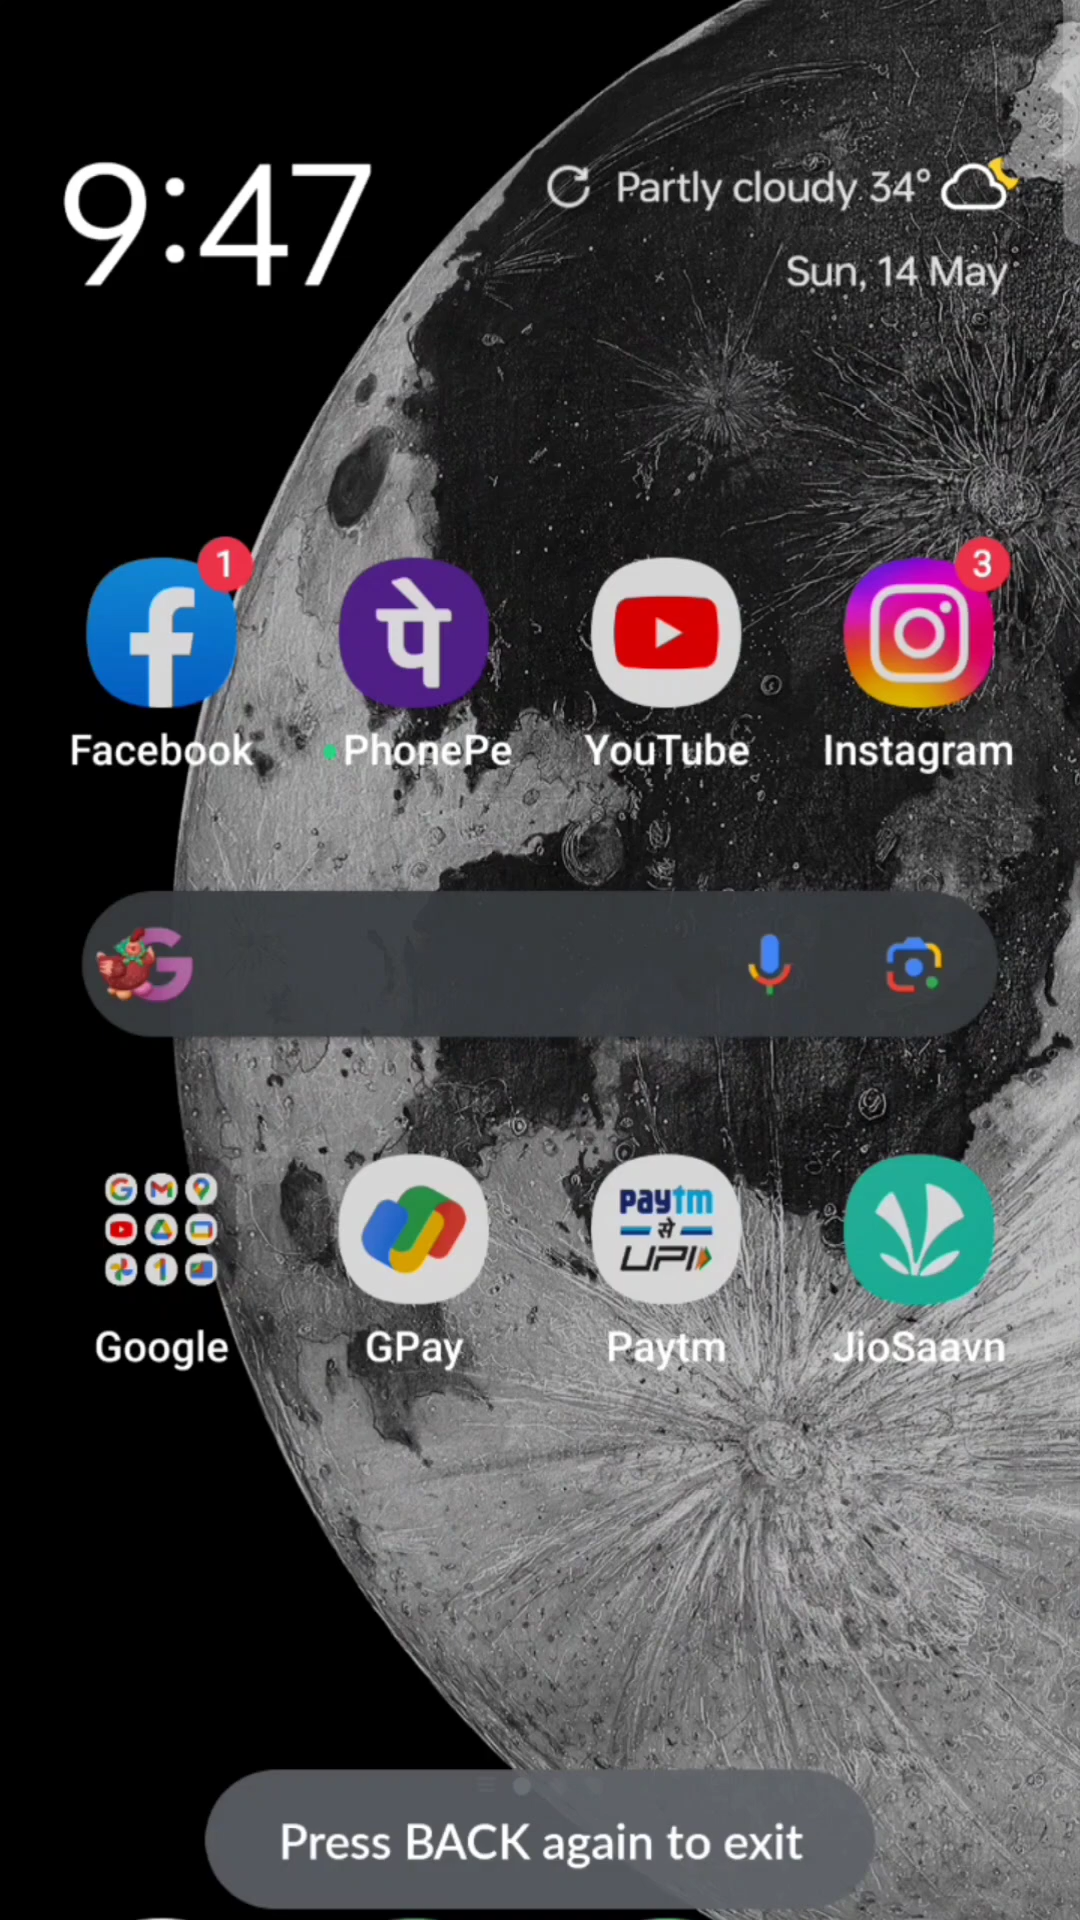 9:47
Partly cloudy 34°
Sun, 14 May
1
3
Facebook
PhonePe
YouTube
Instagram
पे
G
paytm
से
UPI
Google
GPay
Paytm
JioSaavn
Press BACK again to exit